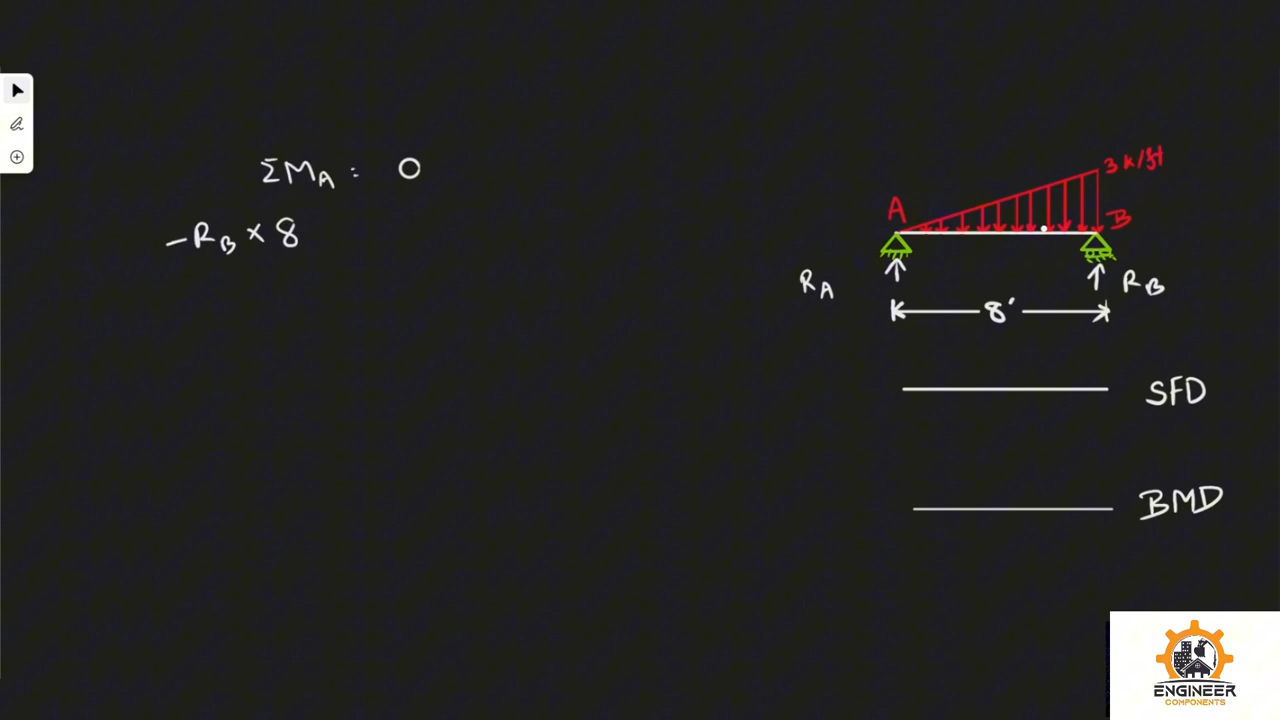 ΣM_A = 0
-R_B × 8
3 k/ft
A
B
R_A
R_B
8'
SFD
BMD
ENGINEER
COMPONENTS